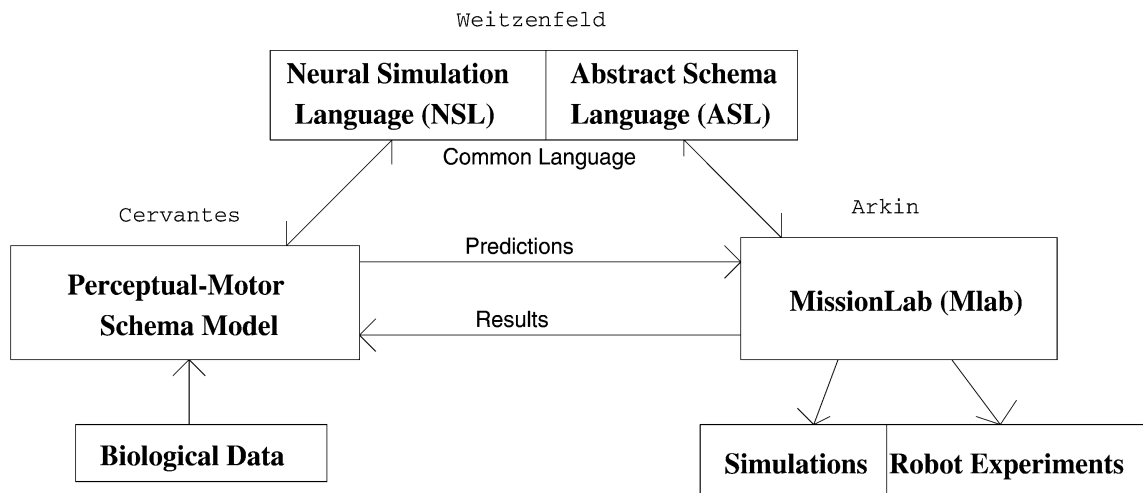 Weitzenfeld
Neural Simulation
Language (NSL)
Abstract Schema
Language (ASL)
Common Language
Cervantes
Arkin
Predictions
Perceptual-Motor
Schema Model
MissionLab (Mlab)
Results
Biological Data
Simulations
Robot Experiments